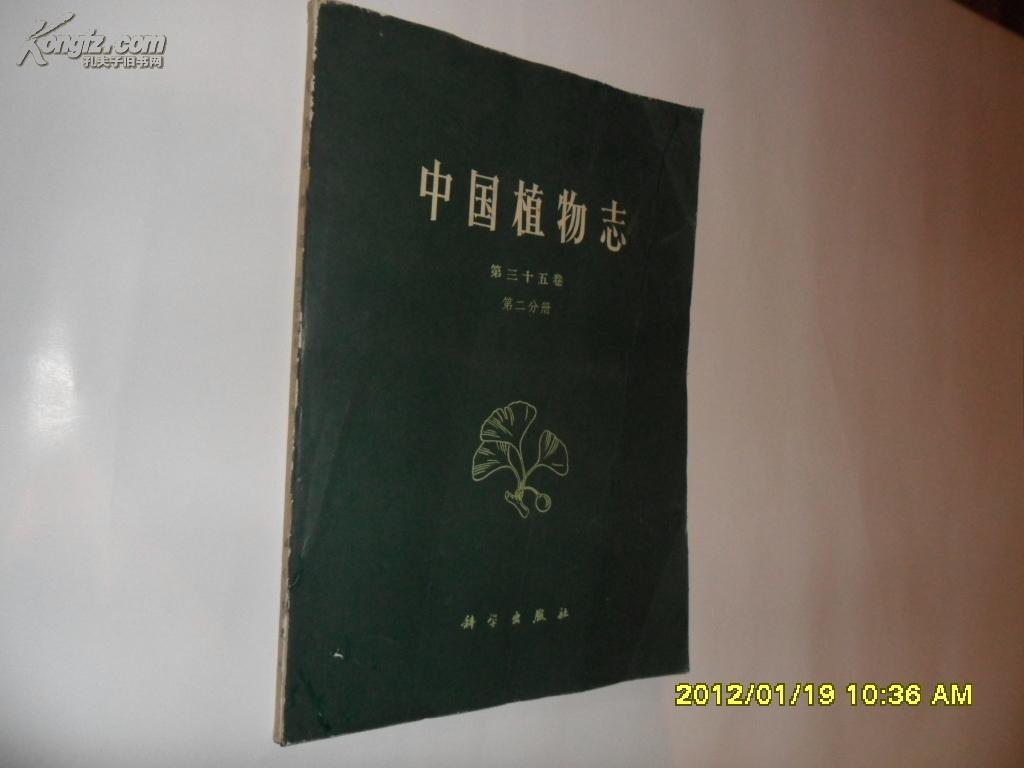 Kongfz.com
孔夫子旧书网
中国植物志
第三十五卷
第二分册
科学出版社
2012/01/19 10:36 AM